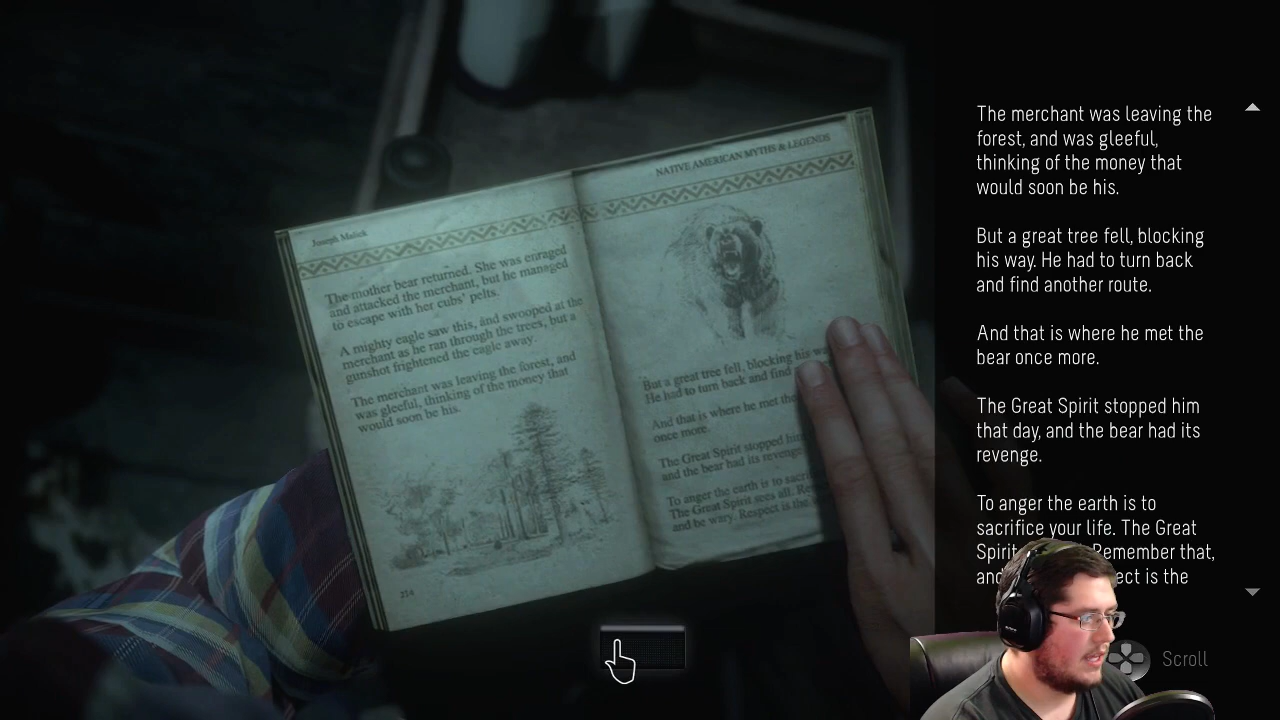 Joseph Malick
The mother bear returned. She was enraged
and attacked the merchant, but he managed
to escape with her cubs' pelts.
A mighty eagle saw this, and swooped at the
merchant as he ran through the trees, but a
gunshot frightened the eagle away.
The merchant was leaving the forest, and
was gleeful, thinking of the money that
would soon be his.
354
NATIVE AMERICAN MYTHS & LEGENDS
But a great tree fell, blocking his
He had to turn back and find
And that is where he met the
once more.
The Great Spirit stopped him
and the bear had its revenge
To anger the earth is to
The Great Spirit sees all.
and be wary. Respect is the
The merchant was leaving the
forest, and was gleeful,
thinking of the money that
would soon be his.
But a great tree fell, blocking
his way. He had to turn back
and find another route.
And that is where he met the
bear once more.
The Great Spirit stopped him
that day, and the bear had its
revenge.
To anger the earth is to
sacrifice your life. The Great
Spirit Remember that,
is the
Scroll